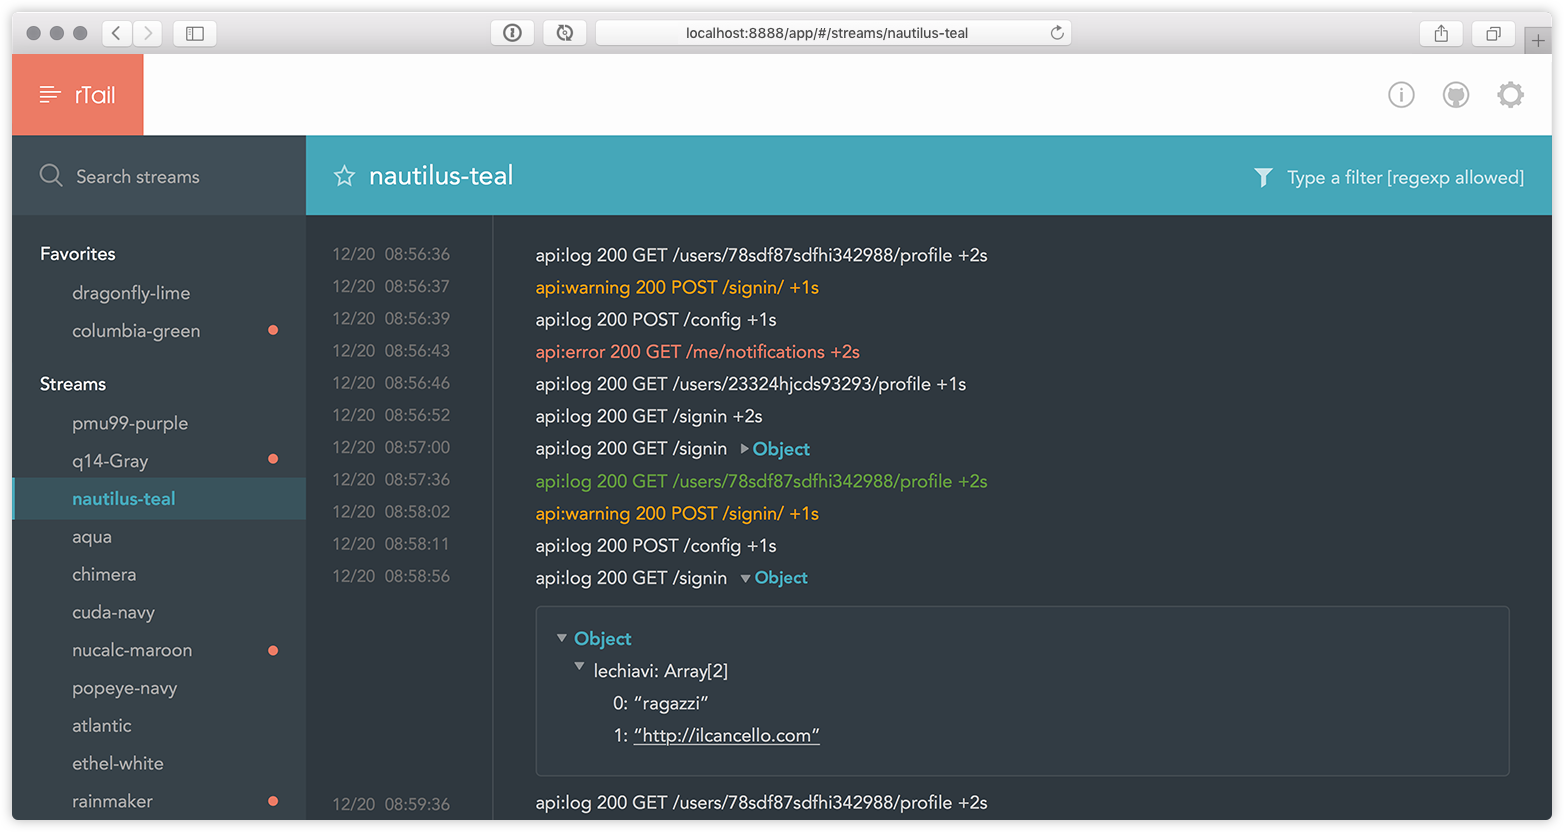 localhost:8888/app/#/streams/nautilus-teal
rTail
Search streams
nautilus-teal
Type a filter [regexp allowed]
Favorites
dragonfly-lime
columbia-green
Streams
pmu99-purple
q14-Gray
nautilus-teal
aqua
chimera
cuda-navy
nucalc-maroon
popeye-navy
atlantic
ethel-white
rainmaker
12/20 08:56:36 api:log 200 GET /users/78sdf87sdfhi342988/profile +2s
12/20 08:56:37 api:warning 200 POST /signin/ +1s
12/20 08:56:39 api:log 200 POST /config +1s
12/20 08:56:43 api:error 200 GET /me/notifications +2s
12/20 08:56:46 api:log 200 GET /users/23324hjcds93293/profile +1s
12/20 08:56:52 api:log 200 GET /signin +2s
12/20 08:57:00 api:log 200 GET /signin Object
12/20 08:57:36 api:log 200 GET /users/78sdf87sdfhi342988/profile +2s
12/20 08:58:02 api:warning 200 POST /signin/ +1s
12/20 08:58:11 api:log 200 POST /config +1s
12/20 08:58:56 api:log 200 GET /signin Object
Object
lechiavi: Array[2]
0: “ragazzi”
1: “http://ilcancello.com”
12/20 08:59:36 api:log 200 GET /users/78sdf87sdfhi342988/profile +2s